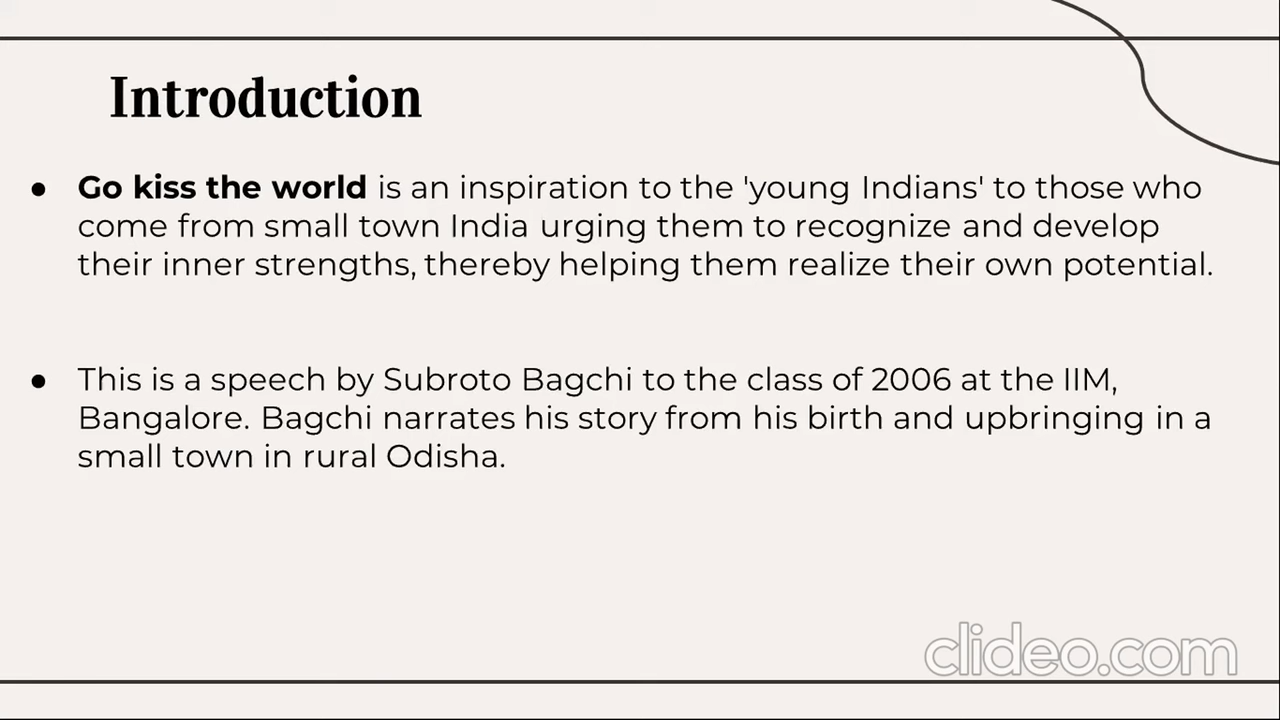 Introduction
● Go kiss the world is an inspiration to the 'young Indians' to those who
come from small town India urging them to recognize and develop
their inner strengths, thereby helping them realize their own potential.
● This is a speech by Subroto Bagchi to the class of 2006 at the IIM,
Bangalore. Bagchi narrates his story from his birth and upbringing in a
small town in rural Odisha.
clideo.com